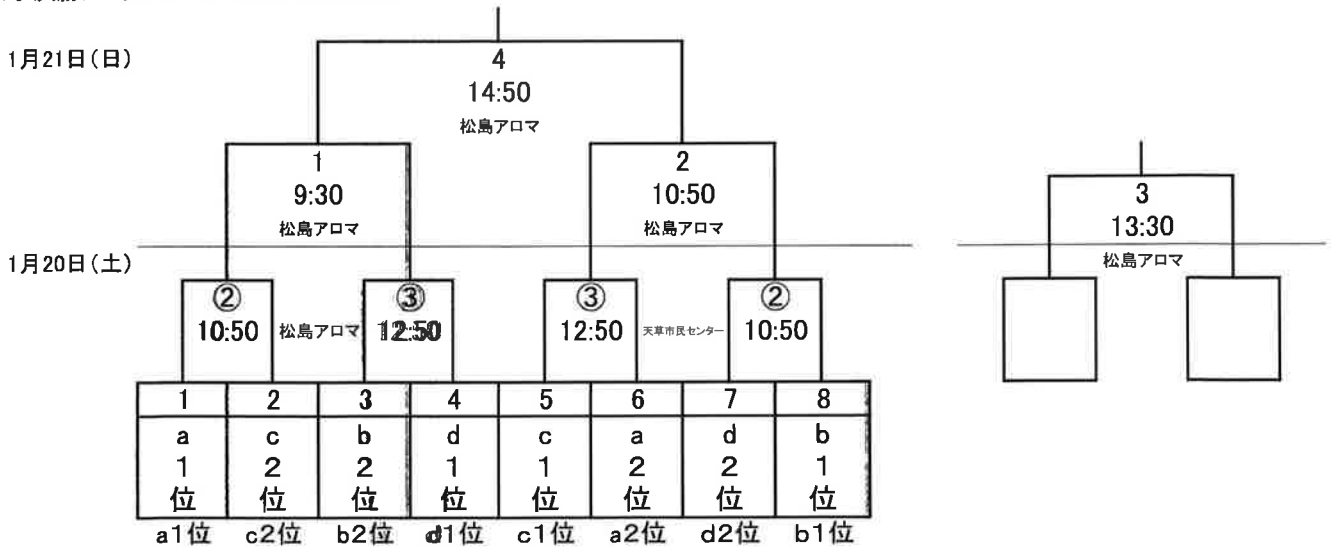 1月21日(日)
4
14:50
松島アロマ
1
9:30
松島アロマ
2
10:50
松島アロマ
3
13:30
松島アロマ
1月20日(土)
②
10:50
松島アロマ
③
12:50
③
12:50
天草市民センター
②
10:50
1 2 3 4 5 6 7 8
a c b d c a d b
1 2 2 1 1 2 2 1
位 位 位 位 位 位 位 位
a1位 c2位 b2位 d1位 c1位 a2位 d2位 b1位